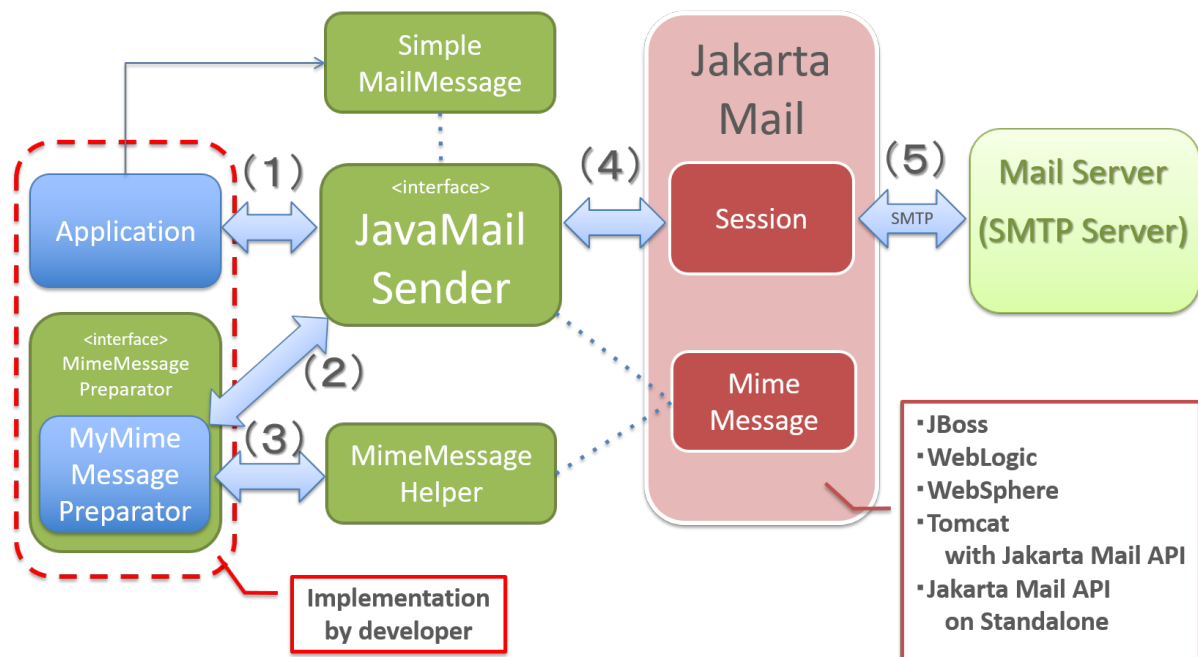 Simple
MailMessage
Jakarta
Mail
(1)
(4)
(5)
Application
<interface>
JavaMail
Sender
Session
SMTP
Mail Server
(SMTP Server)
<interface>
MimeMessage
Preparator
(2)
MyMime
Message
Preparator
(3)
MimeMessage
Helper
Mime
Message
・JBoss
・WebLogic
・WebSphere
・Tomcat
with Jakarta Mail API
・Jakarta Mail API
on Standalone
Implementation
by developer